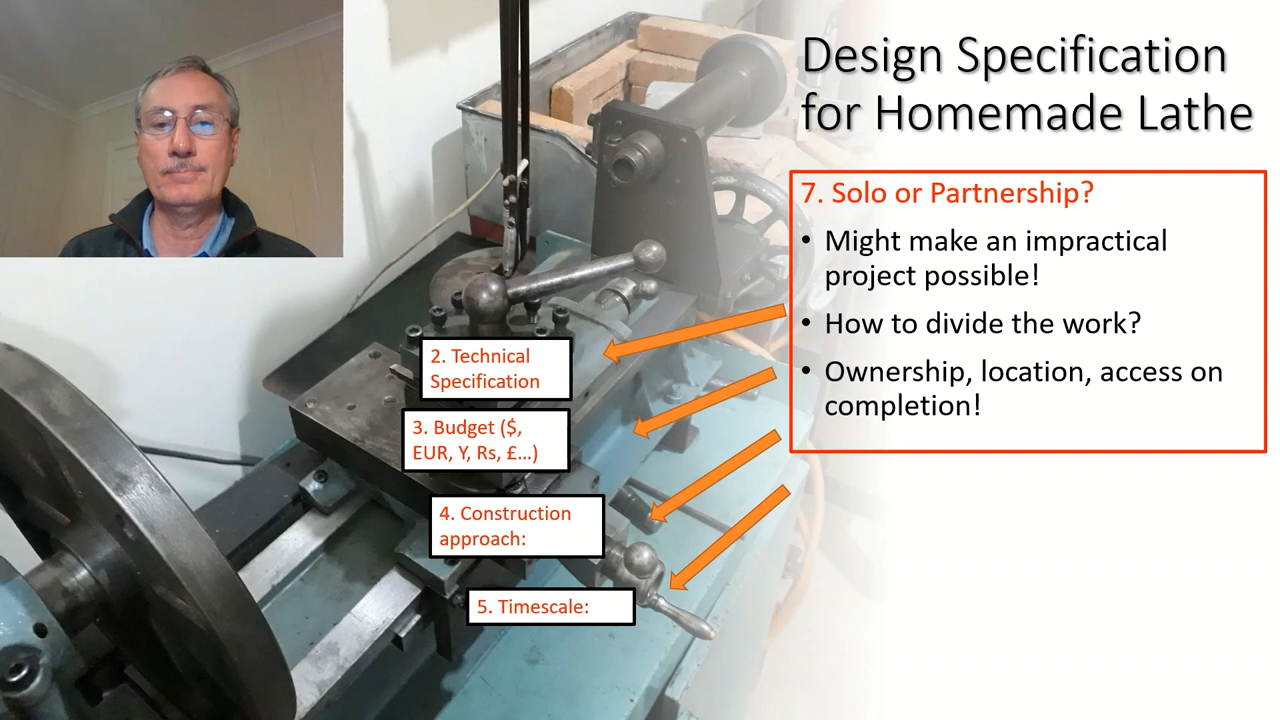 Design Specification
for Homemade Lathe
7. Solo or Partnership?
• Might make an impractical
project possible!
• How to divide the work?
• Ownership, location, access on
completion!
2. Technical
Specification
3. Budget ($,
EUR, Y, Rs, £…)
4. Construction
approach:
5. Timescale: